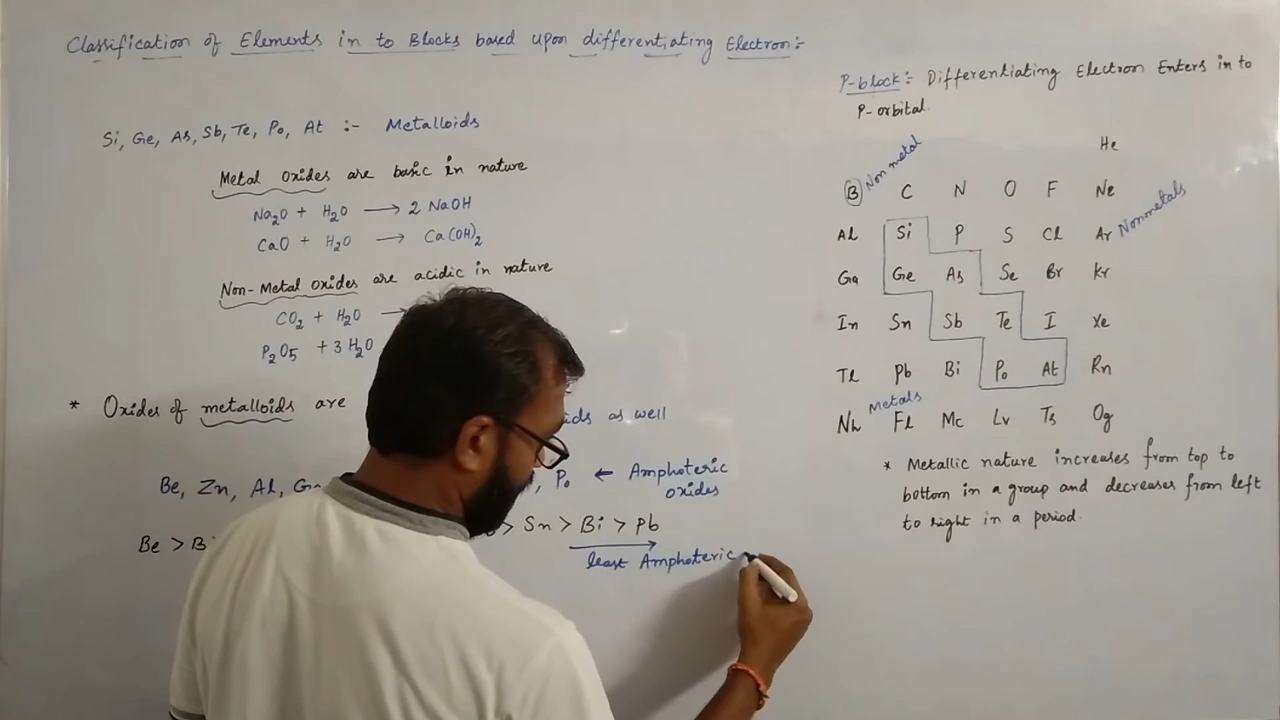 Classification of Elements in to Blocks based upon differentiating Electron:-
Si, Ge, As, Sb, Te, Po, At :- Metalloids
Metal oxides are basic in nature
Na₂O + H₂O → 2 NaOH
CaO + H₂O → Ca(OH)₂
Non-Metal oxides are acidic in nature
CO₂ + H₂O →
P₂O₅ + 3 H₂O
* Oxides of metalloids are
as well
Be, Zn, Al,
Po ← Amphoteric
oxides
Be >
> Sn > Bi > Pb
least Amphoteric
P-block :- Differentiating Electron Enters in to
P-orbital.
He
B Non metal C N O F Ne
Al Si P S Cl Ar Nonmetals
Ga Ge As Se Br Kr
In Sn Sb Te I Xe
Tl Pb Bi Po At Rn
Metals
Nh Fl Mc Lv Ts Og
* Metallic nature increases from top to
bottom in a group and decreases from left
to right in a period.